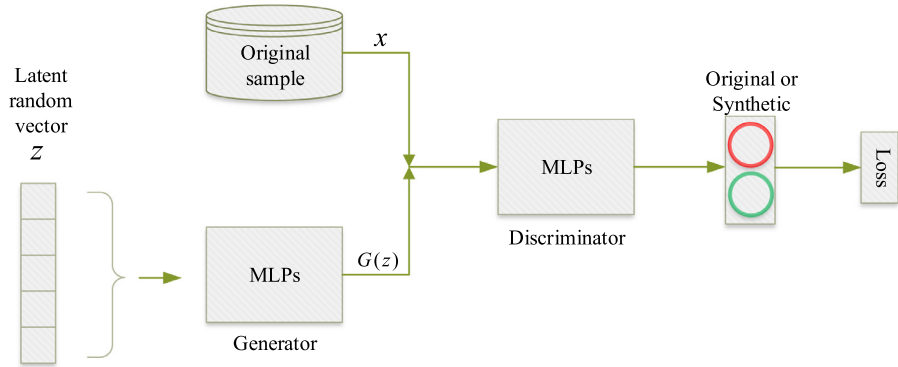 Latent
random
vector
z
Original
sample
x
MLPs
Generator
G(z)
MLPs
Discriminator
Original or
Synthetic
Loss